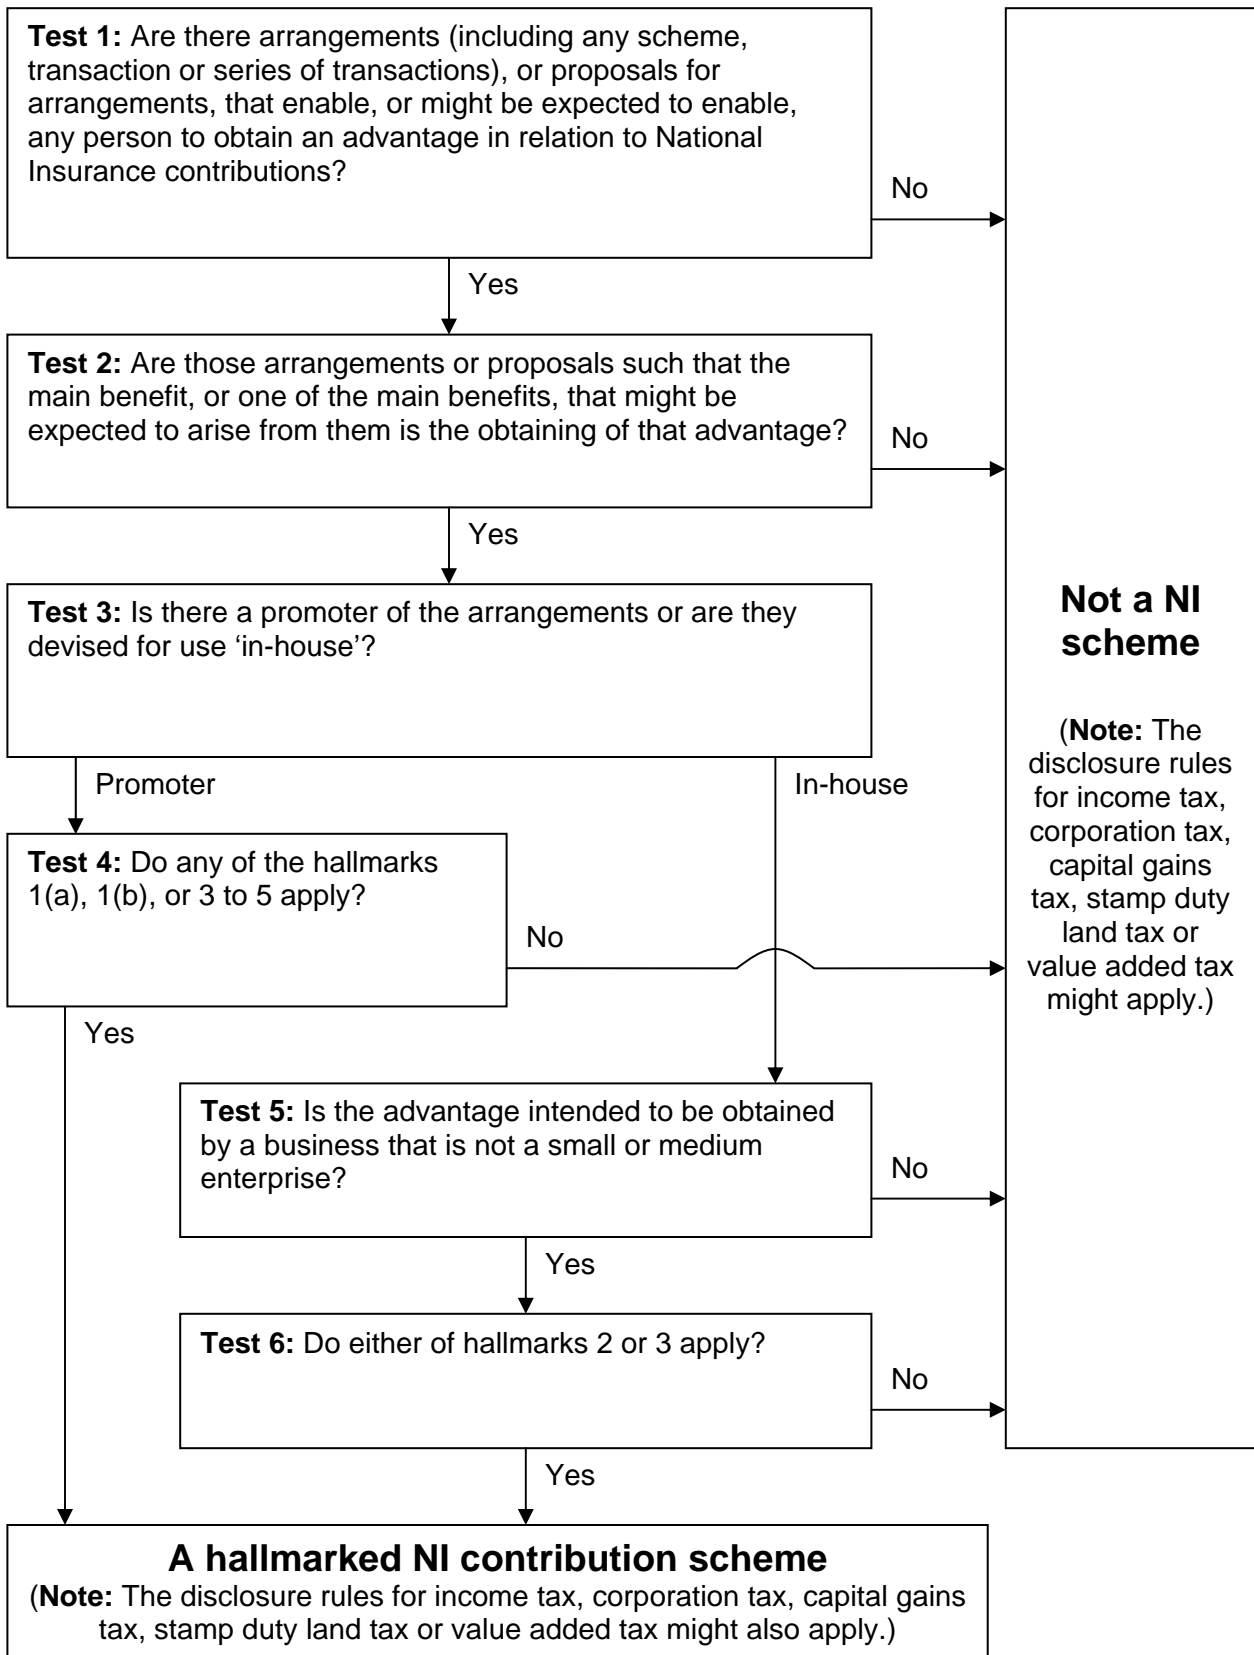 Test 1: Are there arrangements (including any scheme,
transaction or series of transactions), or proposals for
arrangements, that enable, or might be expected to enable,
any person to obtain an advantage in relation to National
Insurance contributions?
No
Yes
Test 2: Are those arrangements or proposals such that the
main benefit, or one of the main benefits, that might be
expected to arise from them is the obtaining of that advantage?
No
Yes
Test 3: Is there a promoter of the arrangements or are they
devised for use ‘in-house’?
Promoter
In-house
Test 4: Do any of the hallmarks
1(a), 1(b), or 3 to 5 apply?
No
Yes
Test 5: Is the advantage intended to be obtained
by a business that is not a small or medium
enterprise?
No
Yes
Test 6: Do either of hallmarks 2 or 3 apply?
No
Yes
Not a NI
scheme
(Note: The
disclosure rules
for income tax,
corporation tax,
capital gains
tax, stamp duty
land tax or
value added tax
might apply.)
A hallmarked NI contribution scheme
(Note: The disclosure rules for income tax, corporation tax, capital gains
tax, stamp duty land tax or value added tax might also apply.)